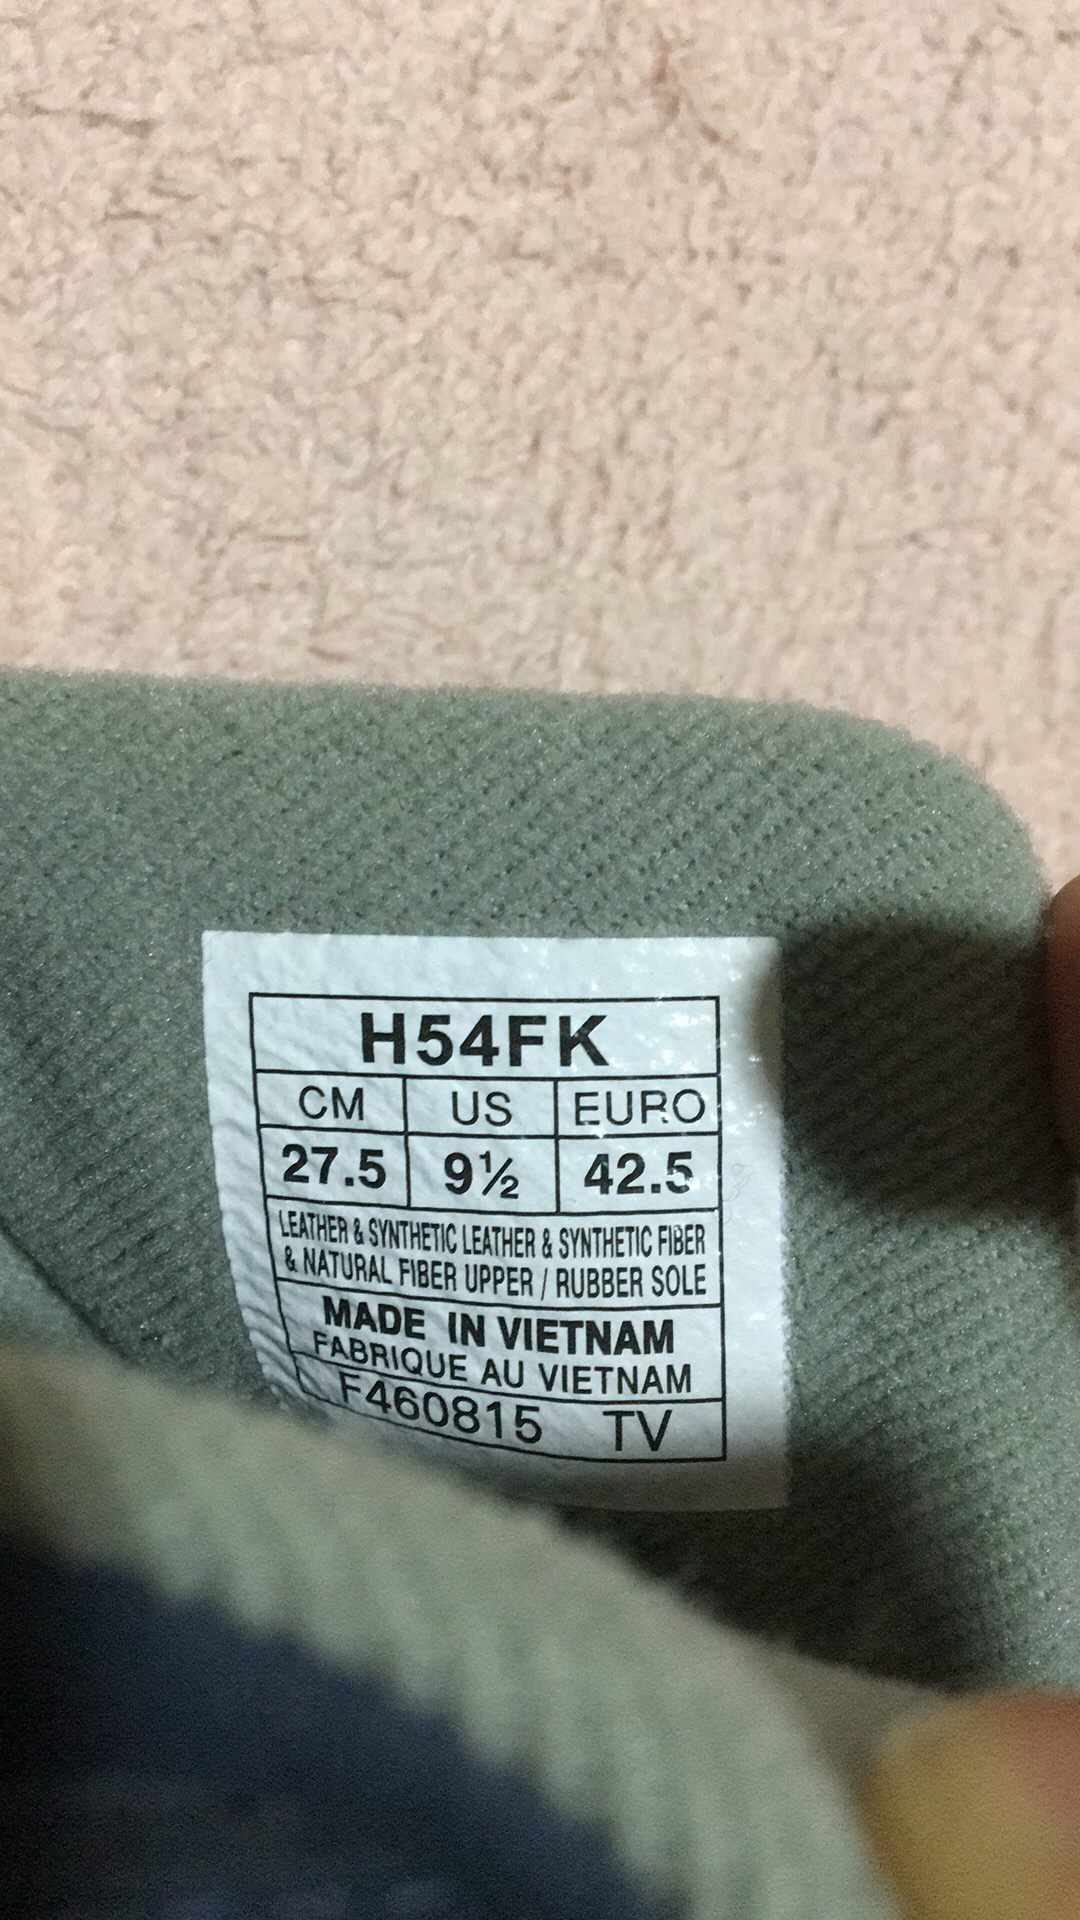 H54FK
CM US EURO
27.5 9½ 42.5
LEATHER & SYNTHETIC LEATHER & SYNTHETIC FIBER
& NATURAL FIBER UPPER / RUBBER SOLE
MADE IN VIETNAM
FABRIQUE AU VIETNAM
F460815 TV